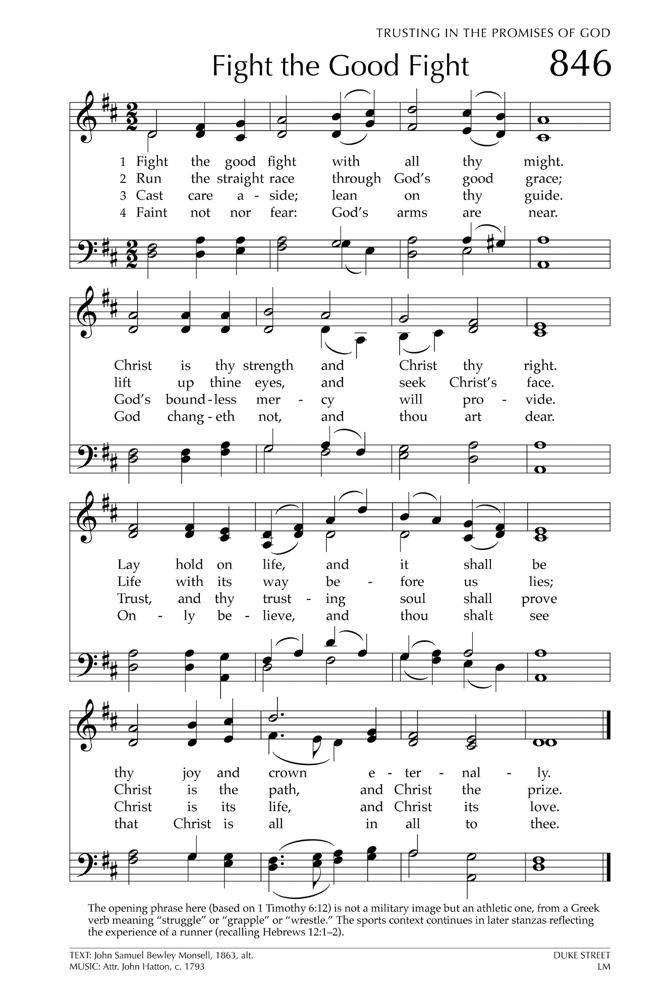 TRUSTING IN THE PROMISES OF GOD
Fight the Good Fight 846
1 Fight the good fight with all thy might.
2 Run the straight race through God's good grace;
3 Cast care a - side; lean on thy guide.
4 Faint not nor fear: God's arms are near.
Christ is thy strength and Christ thy right.
lift up thine eyes, and seek Christ's face.
God's bound - less mer - cy will pro - vide.
God chang - eth not, and thou art dear.
Lay hold on life, and it shall be
Life with its way be - fore us lies;
Trust, and thy trust - ing soul shall prove
On - ly be - lieve, and thou shalt see
thy joy and crown e - ter - nal - ly.
Christ is the path, and Christ the prize.
Christ is its life, and Christ its love.
that Christ is all in all to thee.
The opening phrase here (based on 1 Timothy 6:12) is not a military image but an athletic one, from a Greek
verb meaning “struggle” or “grapple” or “wrestle.” The sports context continues in later stanzas reflecting
the experience of a runner (recalling Hebrews 12:1–2).
TEXT: John Samuel Bewley Monsell, 1863, alt. DUKE STREET
MUSIC: Attr. John Hatton, c. 1793 LM